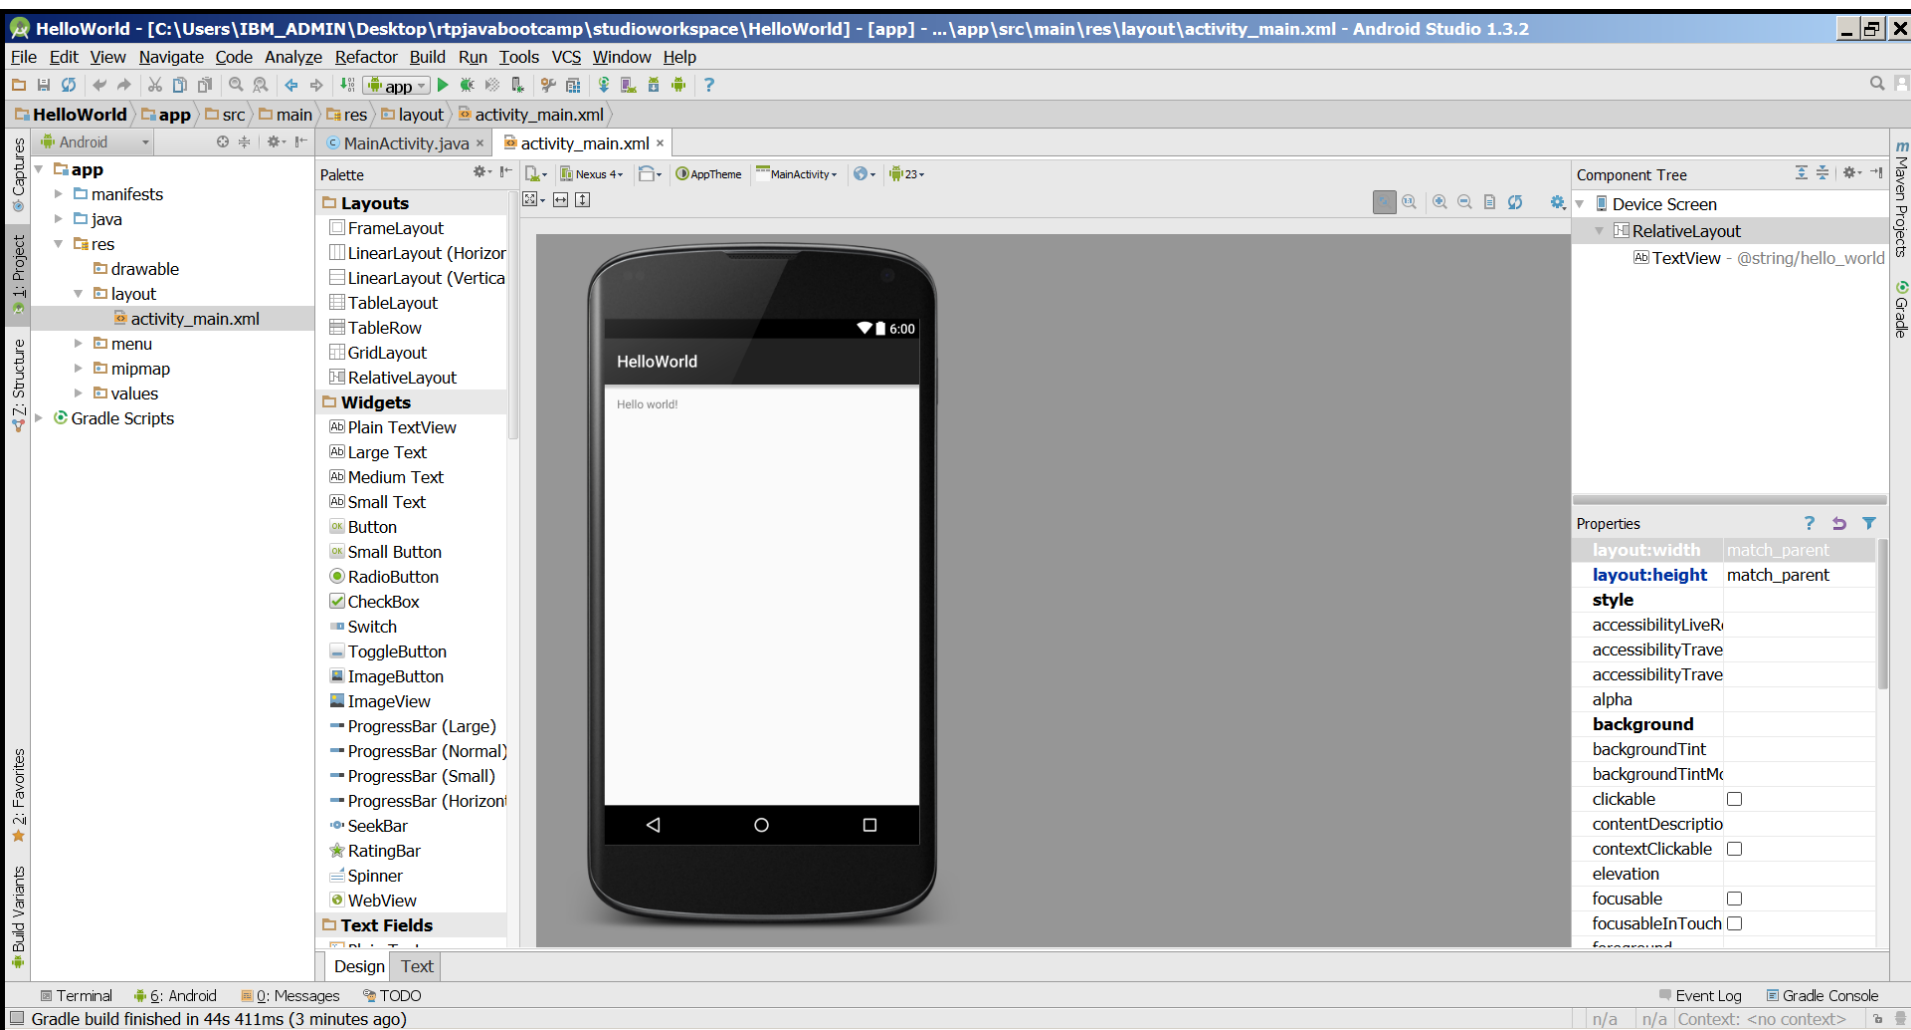 HelloWorld - [C:\Users\IBM_ADMIN\Desktop\rtpjavabootcamp\studioworkspace\HelloWorld] - [app] - ...\app\src\main\res\layout\activity_main.xml - Android Studio 1.3.2
File Edit View Navigate Code Analyze Refactor Build Run Tools VCS Window Help
app
HelloWorld app src main res layout activity_main.xml
Android
MainActivity.java
activity_main.xml
Captures
1: Project
Z: Structure
2: Favorites
Build Variants
app
manifests
java
res
drawable
layout
activity_main.xml
menu
mipmap
values
Gradle Scripts
Palette
Layouts
FrameLayout
LinearLayout (Horizor
LinearLayout (Vertica
TableLayout
TableRow
GridLayout
RelativeLayout
Widgets
Ab Plain TextView
Ab Large Text
Ab Medium Text
Ab Small Text
OK Button
OK Small Button
RadioButton
CheckBox
Switch
ToggleButton
ImageButton
ImageView
ProgressBar (Large)
ProgressBar (Normal)
ProgressBar (Small)
ProgressBar (Horizont
SeekBar
RatingBar
Spinner
WebView
Text Fields
Nexus 4 AppTheme MainActivity 23
6:00
HelloWorld
Hello world!
Design Text
Component Tree
Device Screen
RelativeLayout
Ab TextView - @string/hello_world
Properties
layout:width match_parent
layout:height match_parent
style
accessibilityLiveR
accessibilityTrave
accessibilityTrave
alpha
background
backgroundTint
backgroundTintMo
clickable
contentDescriptio
contextClickable
elevation
focusable
focusableInTouch
m Maven Projects
Gradle
Terminal 6: Android 0: Messages TODO
Event Log Gradle Console
Gradle build finished in 44s 411ms (3 minutes ago)
n/a n/a Context: <no context>